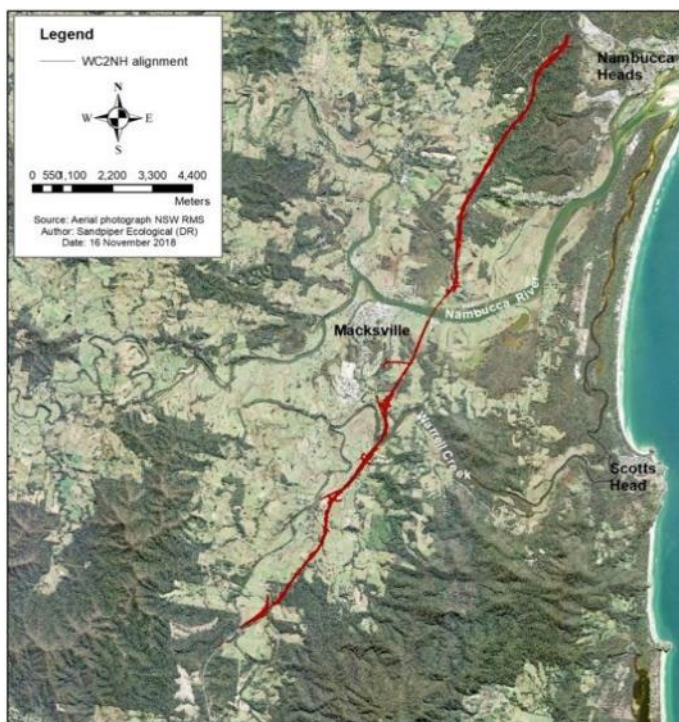 Legend
WC2NH alignment
N
W E
S
0 550 1,100 2,200 3,300 4,400
Meters
Source: Aerial photograph NSW RMS
Author: Sandpiper Ecological (DR)
Date: 16 November 2018
Nambucca
Heads
Nambucca River
Macksville
Warrell Creek
Scotts
Head